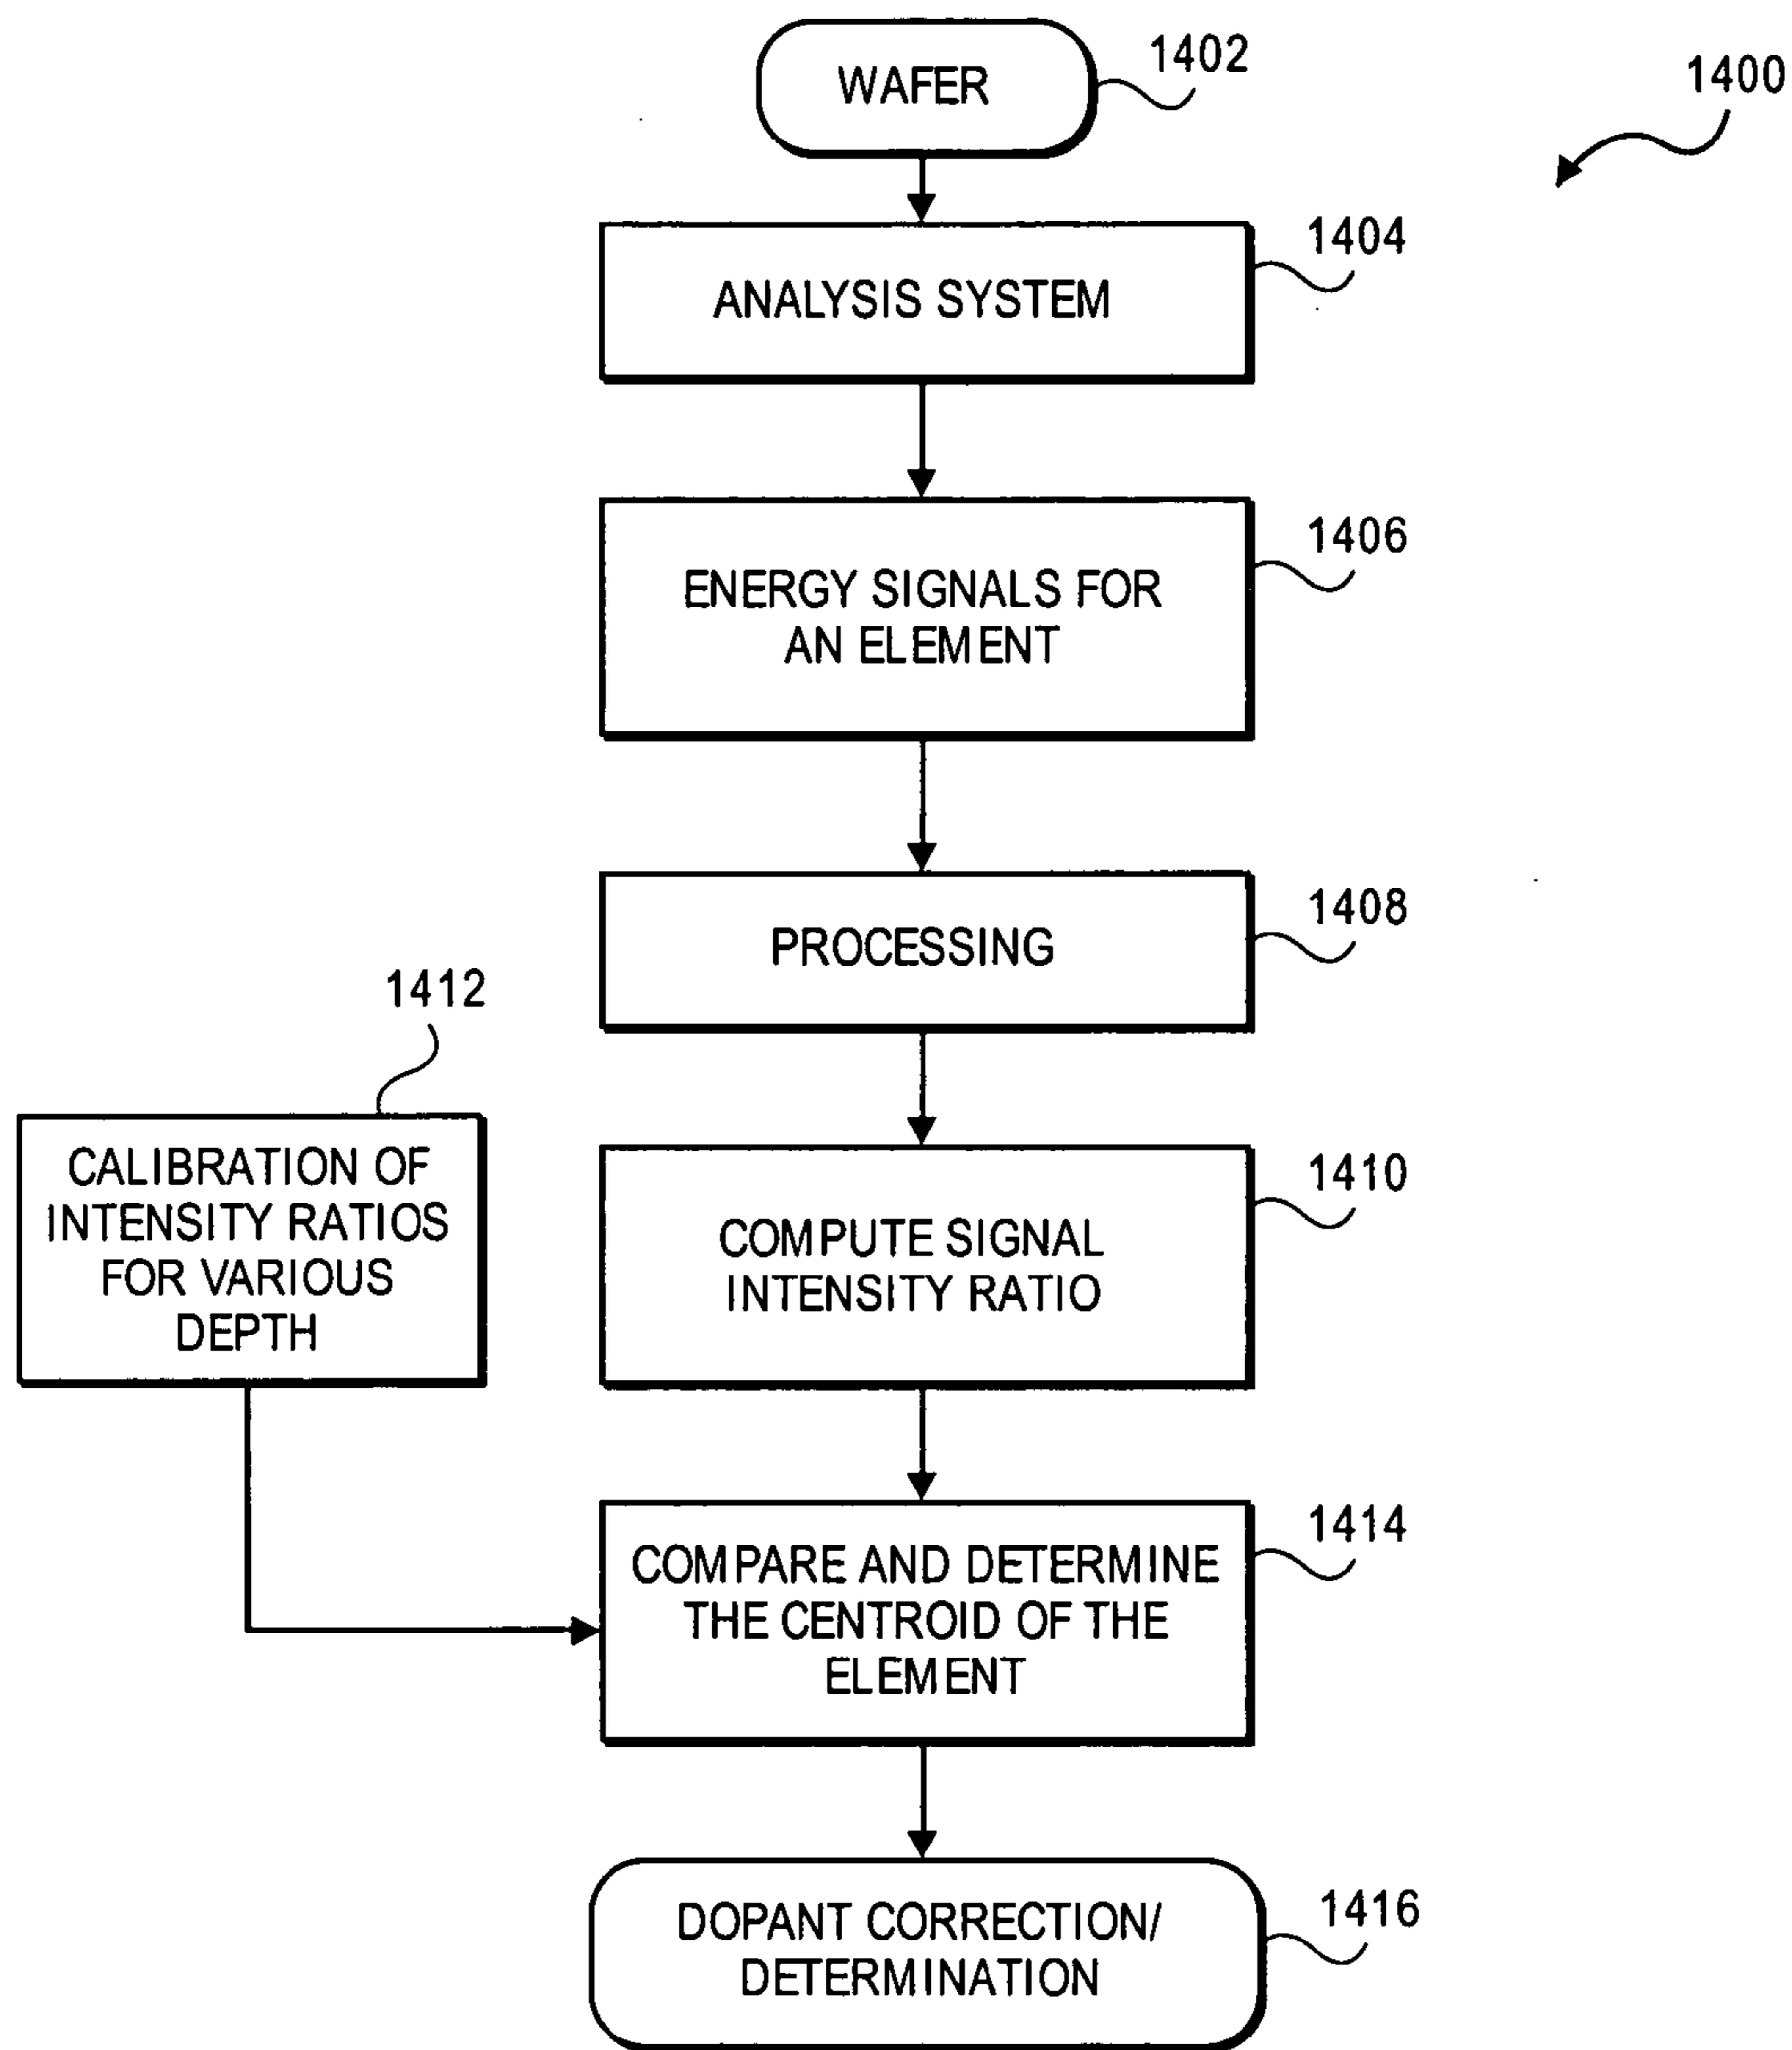 WAFER
1402
1400
ANALYSIS SYSTEM
1404
ENERGY SIGNALS FOR
AN ELEMENT
1406
PROCESSING
1408
1412
CALIBRATION OF
INTENSITY RATIOS
FOR VARIOUS
DEPTH
COMPUTE SIGNAL
INTENSITY RATIO
1410
COMPARE AND DETERMINE
THE CENTROID OF THE
ELEMENT
1414
DOPANT CORRECTION/
DETERMINATION
1416